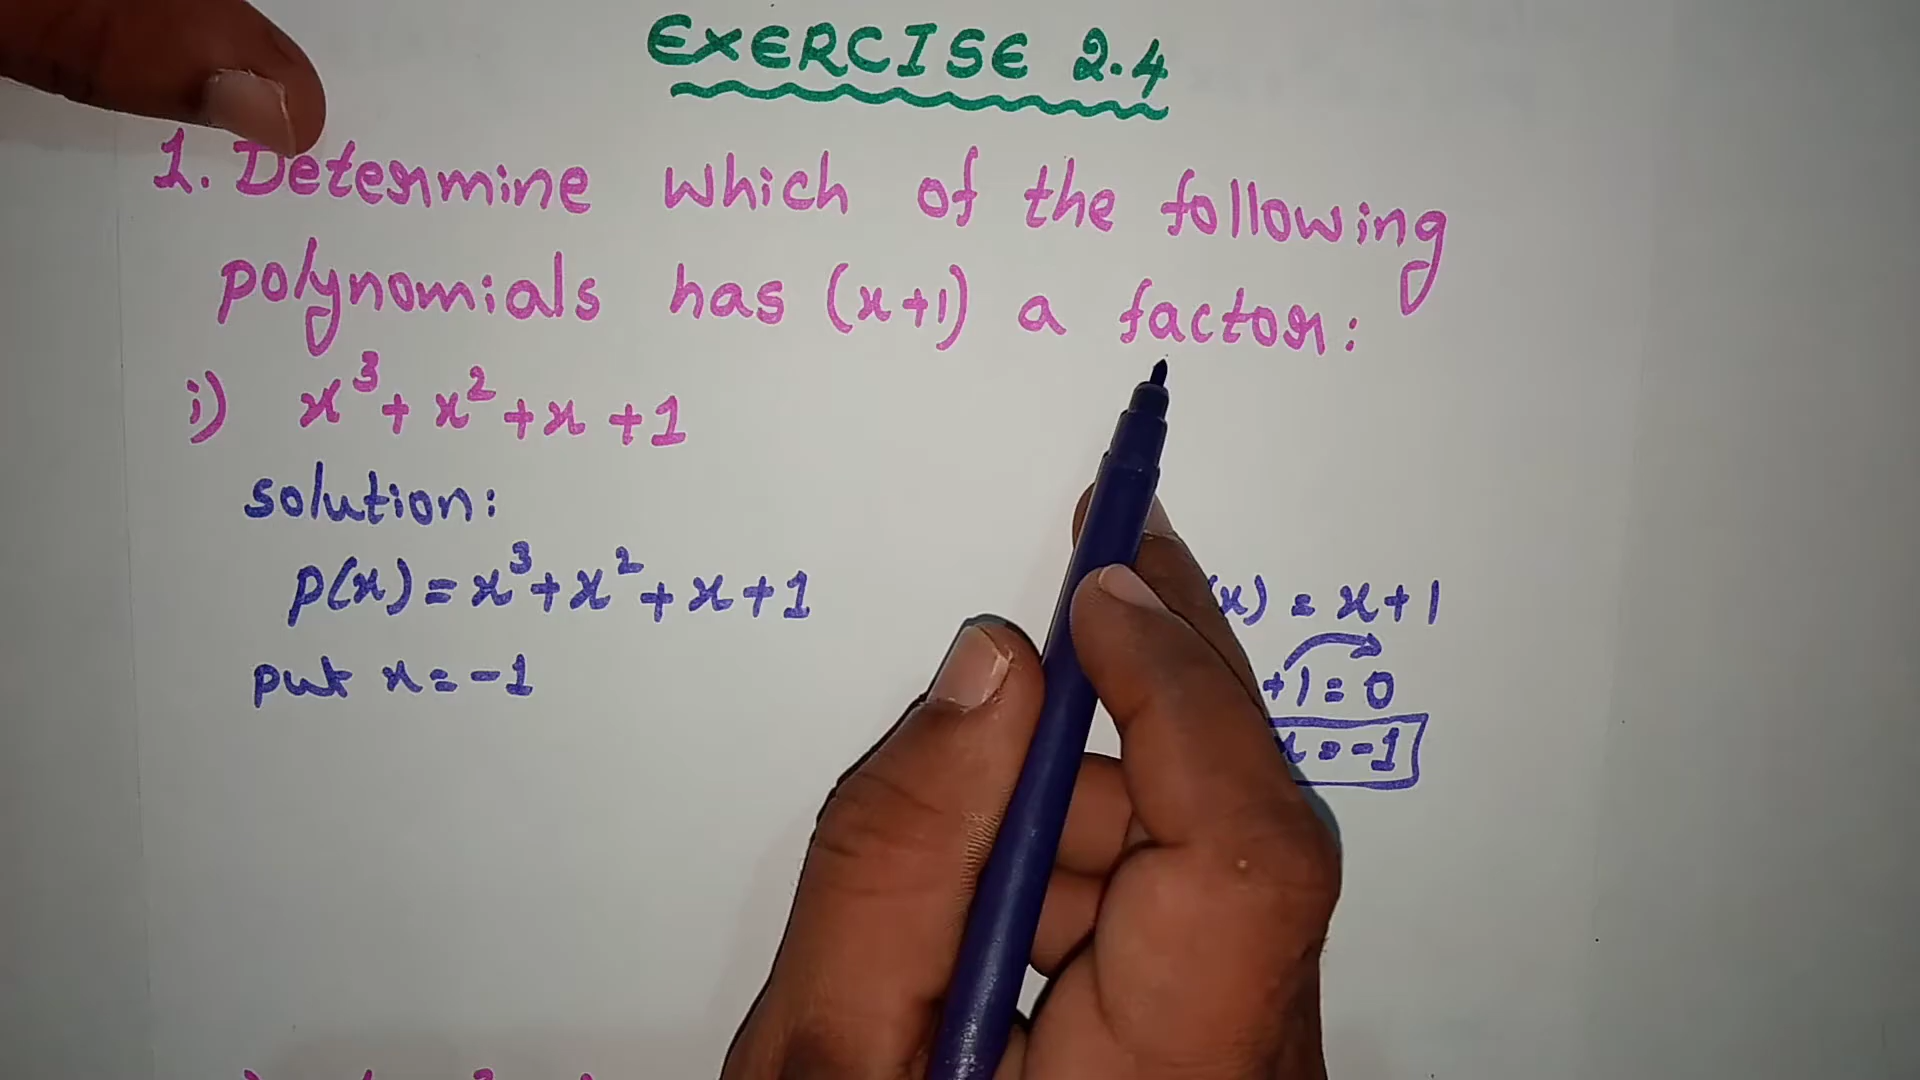 EXERCISE 2.4
1. Determine which of the following
polynomials has (x+1) a factor:
i) x³+x²+x+1
solution:
p(x)=x³+x²+x+1
(x) = x+1
put x=-1
+1=0
x=-1